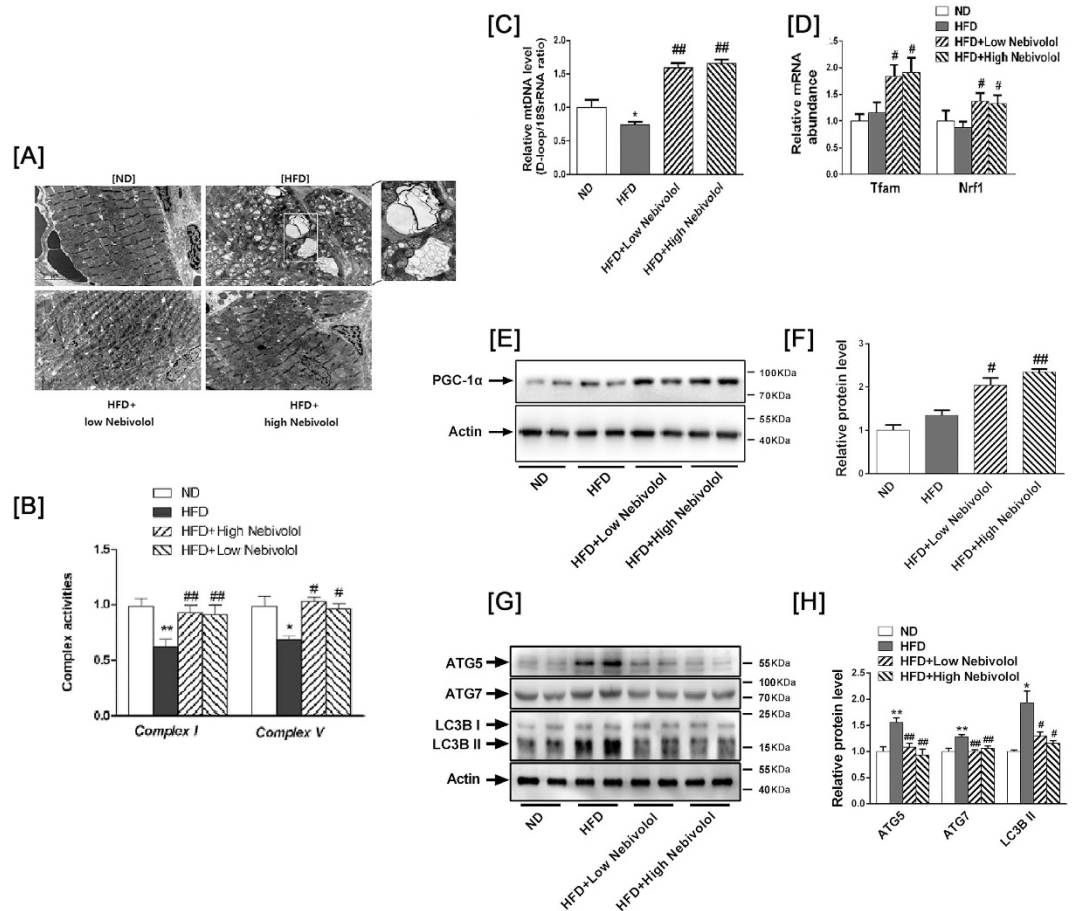 [A]
[ND]
[HFD]
HFD+
low Nebivolol
HFD+
high Nebivolol
[B]
ND
HFD
HFD+High Nebivolol
HFD+Low Nebivolol
Complex activities
1.5
1.0
0.5
0.0
**
##
##
*
#
#
Complex I
Complex V
[C]
Relative mtDNA level
(D-loop/18SrRNA ratio)
2.0
1.5
1.0
0.5
0.0
*
##
##
ND
HFD
HFD+Low Nebivolol
HFD+High Nebivolol
[D]
ND
HFD
HFD+Low Nebivolol
HFD+High Nebivolol
Relative mRNA
abundance
2.5
2.0
1.5
1.0
0.5
0.0
#
#
#
#
Tfam
Nrf1
[E]
PGC-1α
Actin
100KDa
70KDa
55KDa
40KDa
ND
HFD
HFD+Low Nebivolol
HFD+High Nebivolol
[F]
Relative protein level
3
2
1
0
#
##
ND
HFD
HFD+Low Nebivolol
HFD+High Nebivolol
[G]
ATG5
ATG7
LC3B I
LC3B II
Actin
55KDa
100KDa
70KDa
25KDa
15KDa
55KDa
40KDa
ND
HFD
HFD+Low Nebivolol
HFD+High Nebivolol
[H]
ND
HFD
HFD+Low Nebivolol
HFD+High Nebivolol
Relative protein level
2.5
2.0
1.5
1.0
0.5
0.0
**
##
##
**
##
##
*
#
#
ATG5
ATG7
LC3B II